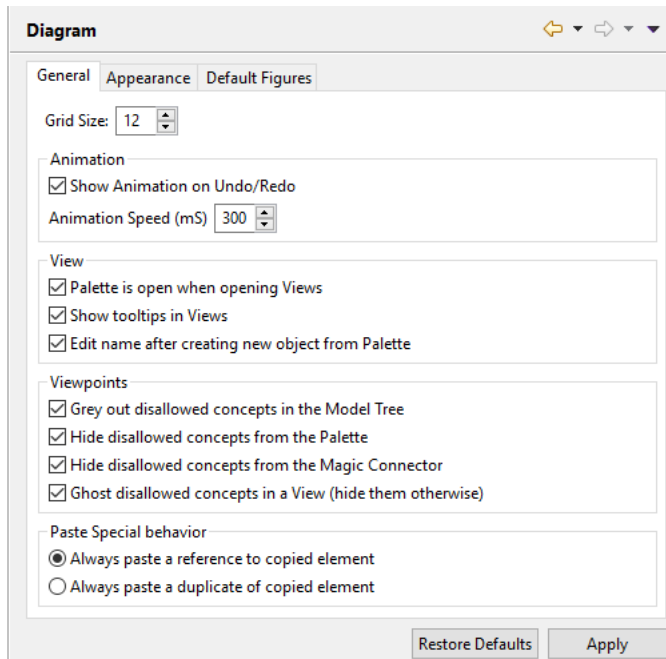 Diagram
General Appearance Default Figures
Grid Size: 12
Animation
Show Animation on Undo/Redo
Animation Speed (mS) 300
View
Palette is open when opening Views
Show tooltips in Views
Edit name after creating new object from Palette
Viewpoints
Grey out disallowed concepts in the Model Tree
Hide disallowed concepts from the Palette
Hide disallowed concepts from the Magic Connector
Ghost disallowed concepts in a View (hide them otherwise)
Paste Special behavior
Always paste a reference to copied element
Always paste a duplicate of copied element
Restore Defaults Apply